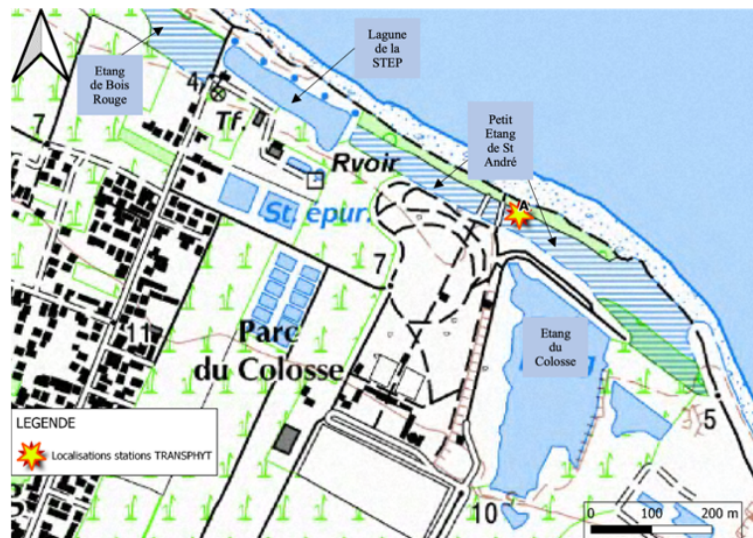 Etang
de Bois
Rouge
Lagune
de la
STEP
Petit
Etang
de St
André
4
Tf.
7
Rvoir
St. épur.
A
7
11
Parc
du Colosse
Etang
du
Colosse
5
LEGENDE
Localisations stations TRANSPHYT
10
0 100 200 m